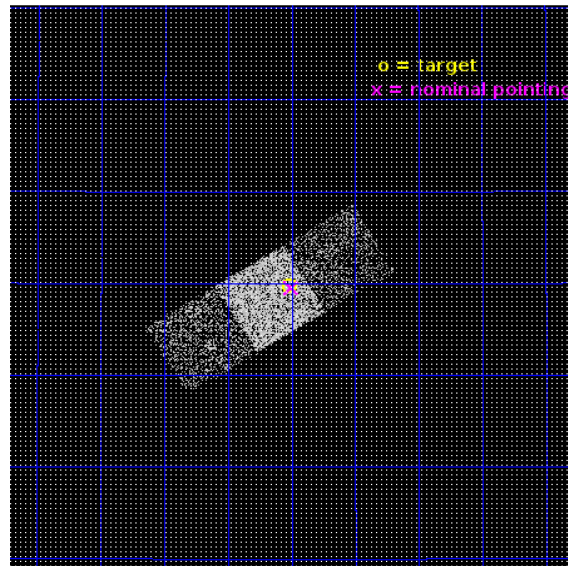 o = target
x = nominal pointing